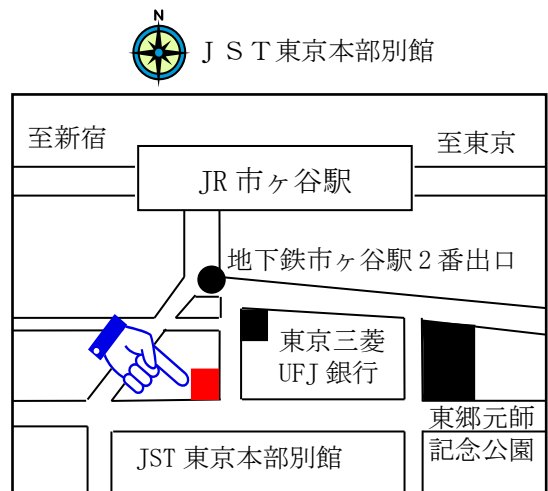 N
ＪＳＴ東京本部別館
至新宿
至東京
JR 市ヶ谷駅
地下鉄市ヶ谷駅２番出口
東京三菱
UFJ 銀行
東郷元師
記念公園
JST 東京本部別館